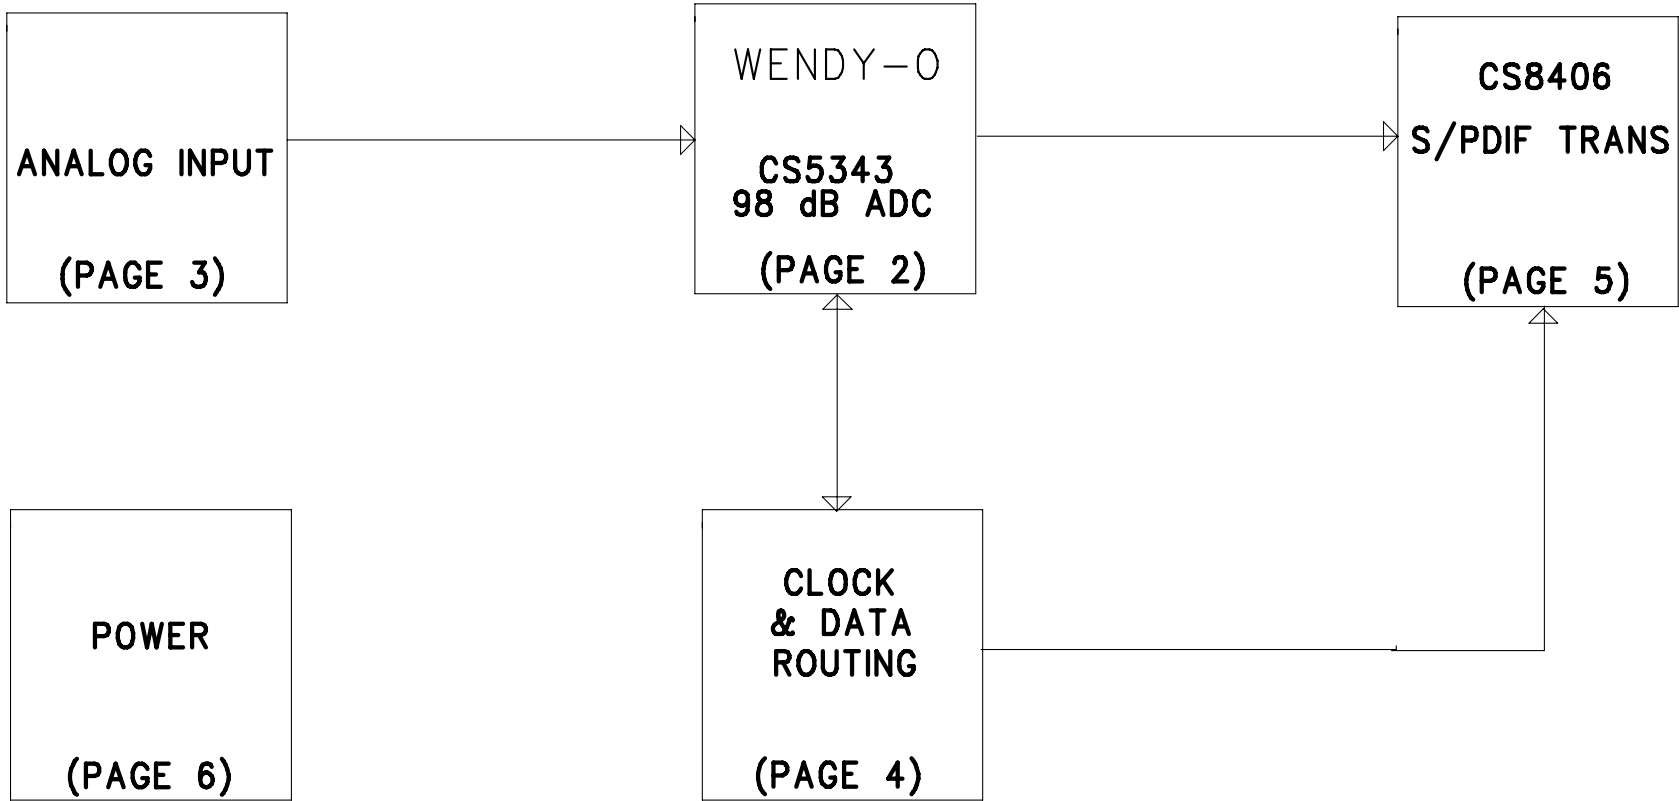 ANALOG INPUT
(PAGE 3)
WENDY-O
CS5343
98 dB ADC
(PAGE 2)
CS8406
S/PDIF TRANS
(PAGE 5)
POWER
(PAGE 6)
CLOCK
& DATA
ROUTING
(PAGE 4)